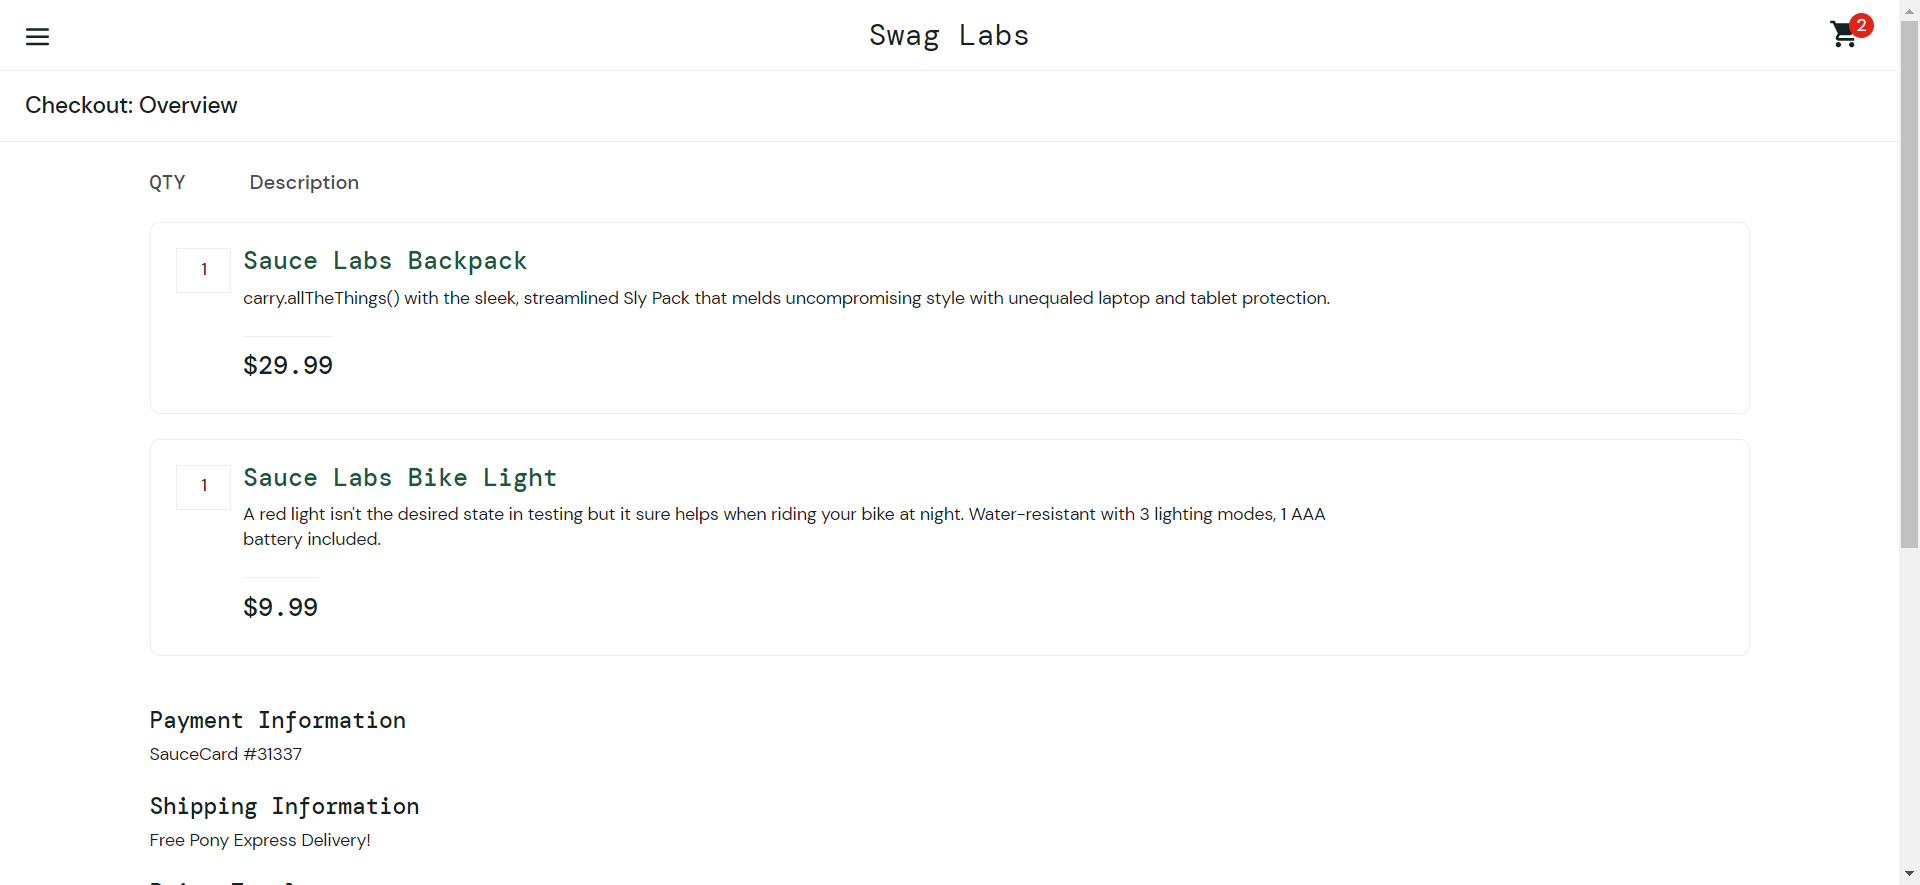 Swag Labs
2
Checkout: Overview
QTY Description
1
Sauce Labs Backpack
carry.allTheThings() with the sleek, streamlined Sly Pack that melds uncompromising style with unequaled laptop and tablet protection.
$29.99
1
Sauce Labs Bike Light
A red light isn't the desired state in testing but it sure helps when riding your bike at night. Water-resistant with 3 lighting modes, 1 AAA
battery included.
$9.99
Payment Information
SauceCard #31337
Shipping Information
Free Pony Express Delivery!